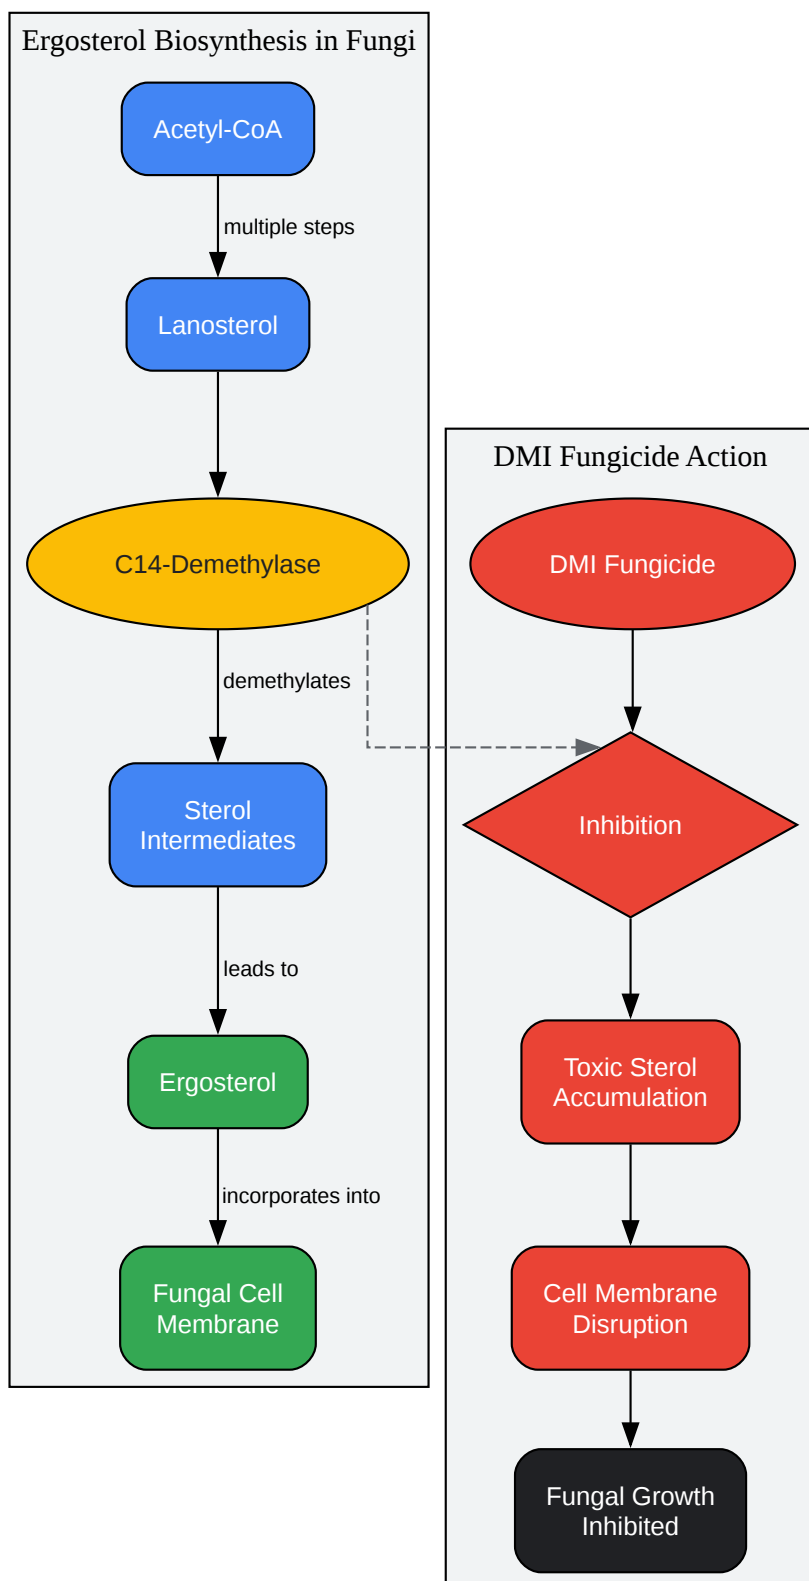 Ergosterol Biosynthesis in Fungi
Acetyl-CoA
multiple steps
Lanosterol
C14-Demethylase
demethylates
Sterol
Intermediates
leads to
Ergosterol
incorporates into
Fungal Cell
Membrane
DMI Fungicide Action
DMI Fungicide
Inhibition
Toxic Sterol
Accumulation
Cell Membrane
Disruption
Fungal Growth
Inhibited